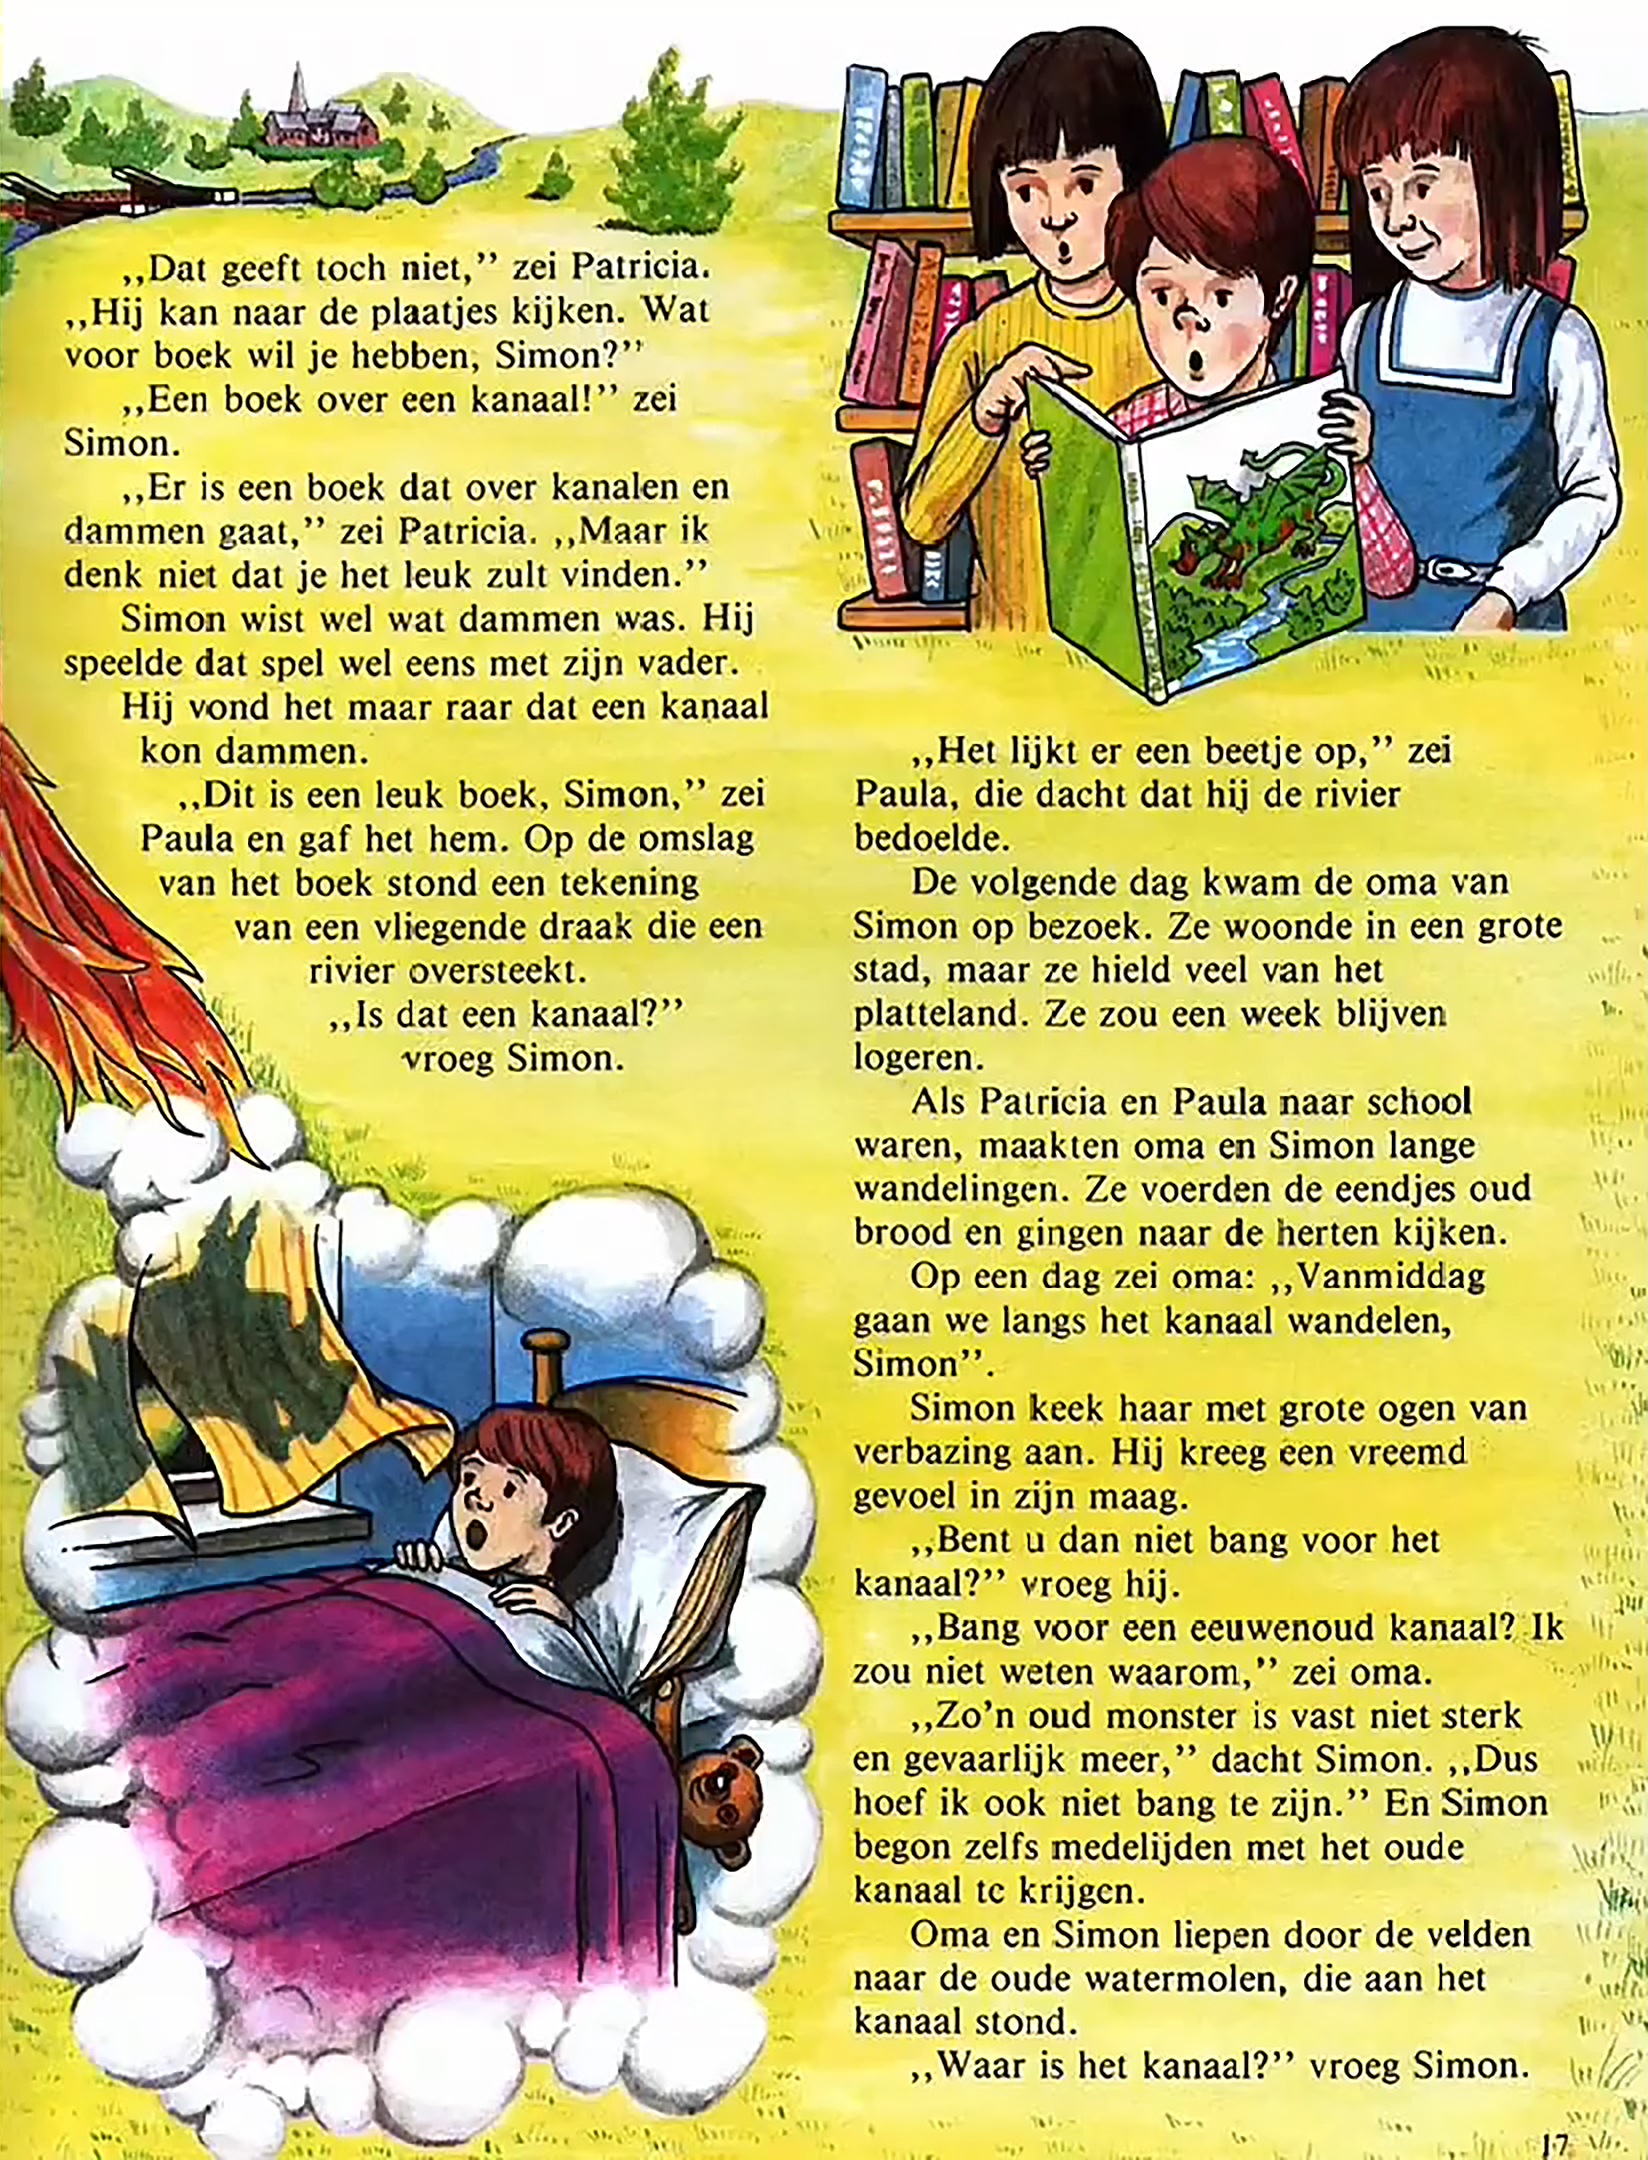 ,,Dat geeft toch niet,” zei Patricia.
,,Hij kan naar de plaatjes kijken. Wat
voor boek wil je hebben, Simon?”
,,Een boek over een kanaal!” zei
Simon.
,,Er is een boek dat over kanalen en
dammen gaat,” zei Patricia. ,,Maar ik
denk niet dat je het leuk zult vinden.”
Simon wist wel wat dammen was. Hij
speelde dat spel wel eens met zijn vader.
Hij vond het maar raar dat een kanaal
kon dammen.
,,Dit is een leuk boek, Simon,” zei
Paula en gaf het hem. Op de omslag
van het boek stond een tekening
van een vliegende draak die een
rivier oversteekt.
,,Is dat een kanaal?”
vroeg Simon.
,,Het lijkt er een beetje op,” zei
Paula, die dacht dat hij de rivier
bedoelde.
De volgende dag kwam de oma van
Simon op bezoek. Ze woonde in een grote
stad, maar ze hield veel van het
platteland. Ze zou een week blijven
logeren.
Als Patricia en Paula naar school
waren, maakten oma en Simon lange
wandelingen. Ze voerden de eendjes oud
brood en gingen naar de herten kijken.
Op een dag zei oma: ,,Vanmiddag
gaan we langs het kanaal wandelen,
Simon”.
Simon keek haar met grote ogen van
verbazing aan. Hij kreeg een vreemd
gevoel in zijn maag.
,,Bent u dan niet bang voor het
kanaal?” vroeg hij.
,,Bang voor een eeuwenoud kanaal? Ik
zou niet weten waarom,” zei oma.
,,Zo’n oud monster is vast niet sterk
en gevaarlijk meer,” dacht Simon. ,,Dus
hoef ik ook niet bang te zijn.” En Simon
begon zelfs medelijden met het oude
kanaal te krijgen.
Oma en Simon liepen door de velden
naar de oude watermolen, die aan het
kanaal stond.
,,Waar is het kanaal?” vroeg Simon.
17